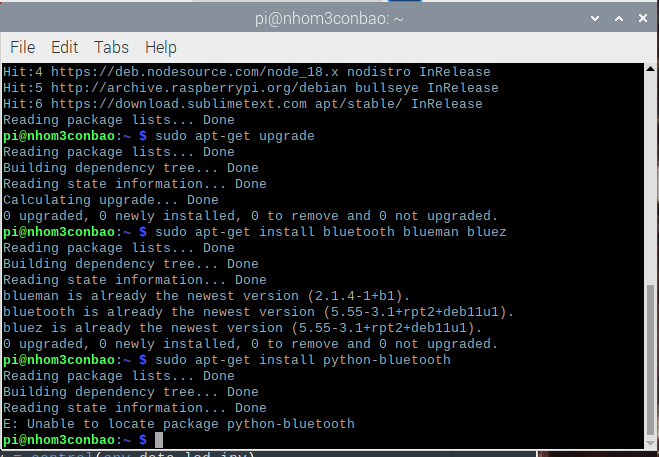 pi@nhom3conbao: ~
File Edit Tabs Help
Hit:4 https://deb.nodesource.com/node_18.x nodistro InRelease
Hit:5 http://archive.raspberrypi.org/debian bullseye InRelease
Hit:6 https://download.sublimetext.com apt/stable/ InRelease
Reading package lists... Done
pi@nhom3conbao:~ $ sudo apt-get upgrade
Reading package lists... Done
Building dependency tree... Done
Reading state information... Done
Calculating upgrade... Done
0 upgraded, 0 newly installed, 0 to remove and 0 not upgraded.
pi@nhom3conbao:~ $ sudo apt-get install bluetooth blueman bluez
Reading package lists... Done
Building dependency tree... Done
Reading state information... Done
blueman is already the newest version (2.1.4-1+b1).
bluetooth is already the newest version (5.55-3.1+rpt2+deb11u1).
bluez is already the newest version (5.55-3.1+rpt2+deb11u1).
0 upgraded, 0 newly installed, 0 to remove and 0 not upgraded.
pi@nhom3conbao:~ $ sudo apt-get install python-bluetooth
Reading package lists... Done
Building dependency tree... Done
Reading state information... Done
E: Unable to locate package python-bluetooth
pi@nhom3conbao:~ $